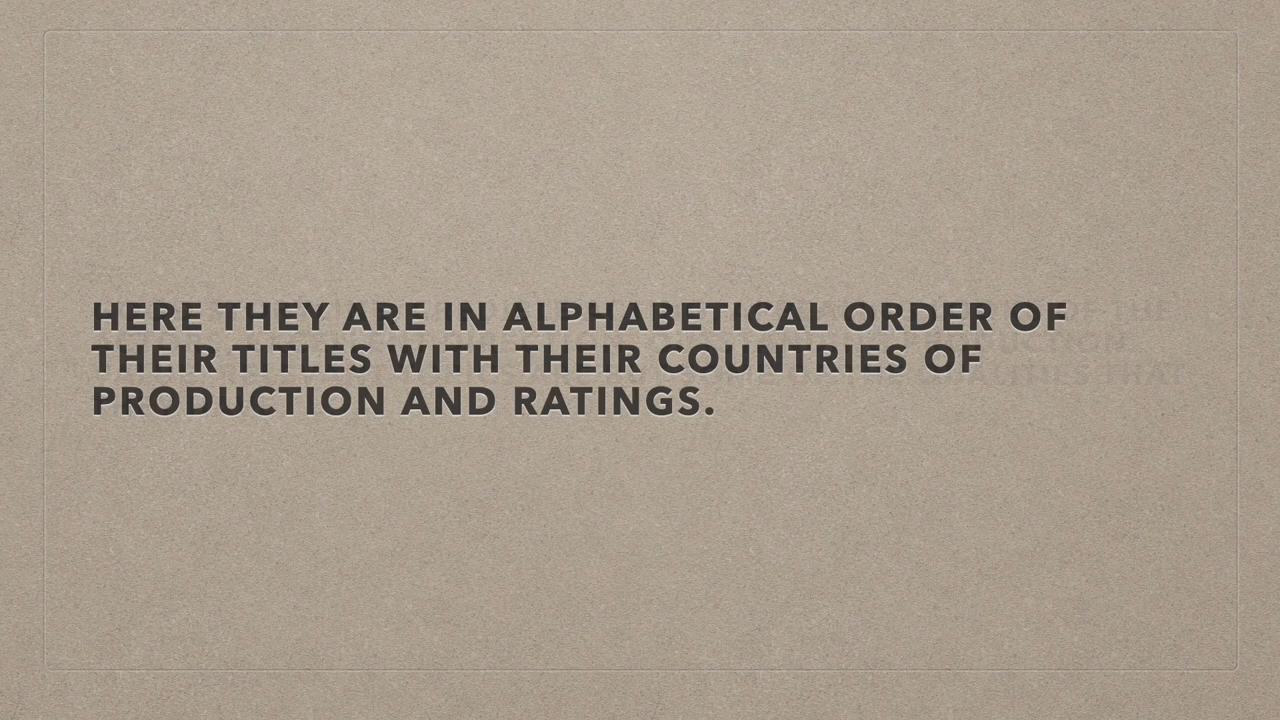 HERE THEY ARE IN ALPHABETICAL ORDER OF
THEIR TITLES WITH THEIR COUNTRIES OF
PRODUCTION AND RATINGS.